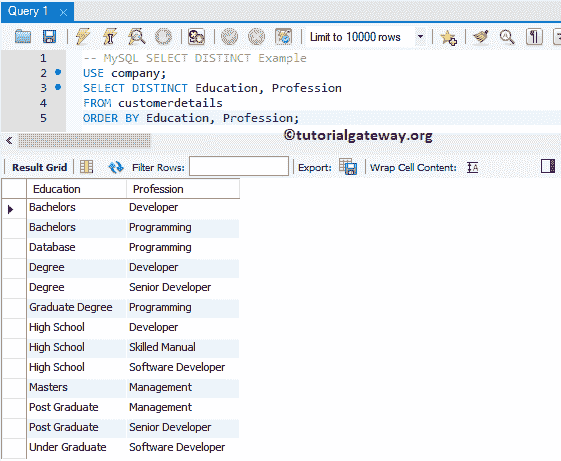 Query 1
Limit to 10000 rows
1 -- MySQL SELECT DISTINCT Example
2 USE company;
3 SELECT DISTINCT Education, Profession
4 FROM customerdetails
5 ORDER BY Education, Profession;
©tutorialgateway.org
Result Grid Filter Rows: Export: Wrap Cell Content: IA
Education Profession
Bachelors Developer
Bachelors Programming
Database Programming
Degree Developer
Degree Senior Developer
Graduate Degree Programming
High School Developer
High School Skilled Manual
High School Software Developer
Masters Management
Post Graduate Management
Post Graduate Senior Developer
Under Graduate Software Developer